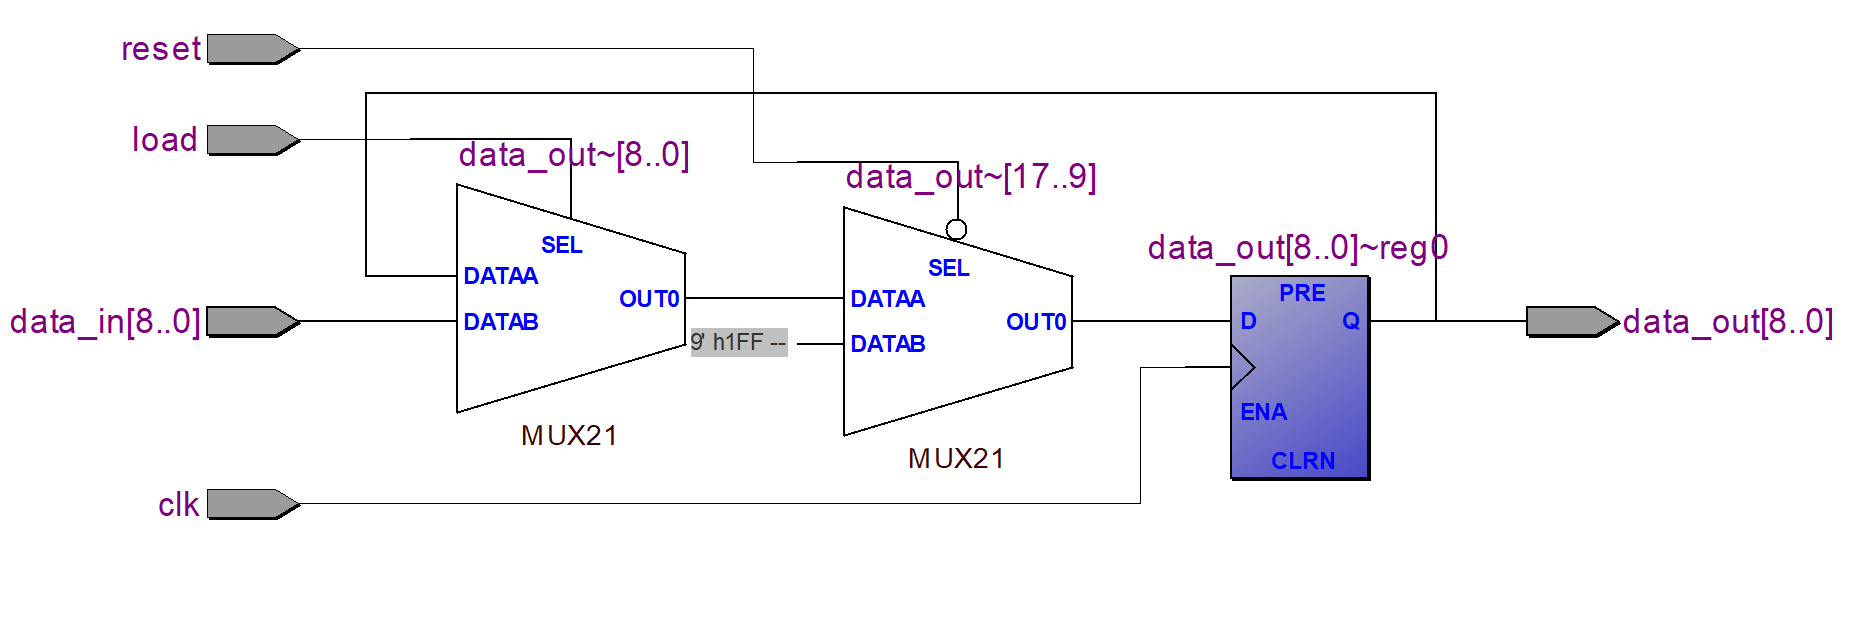 reset
load
data_out~[8..0]
data_out~[17..9]
SEL
data_out[8..0]~reg0
SEL
DATAA
PRE
OUT0
DATAA
data_in[8..0]
DATAB
OUT0
D
Q
data_out[8..0]
9' h1FF --
DATAB
ENA
MUX21
MUX21
CLRN
clk